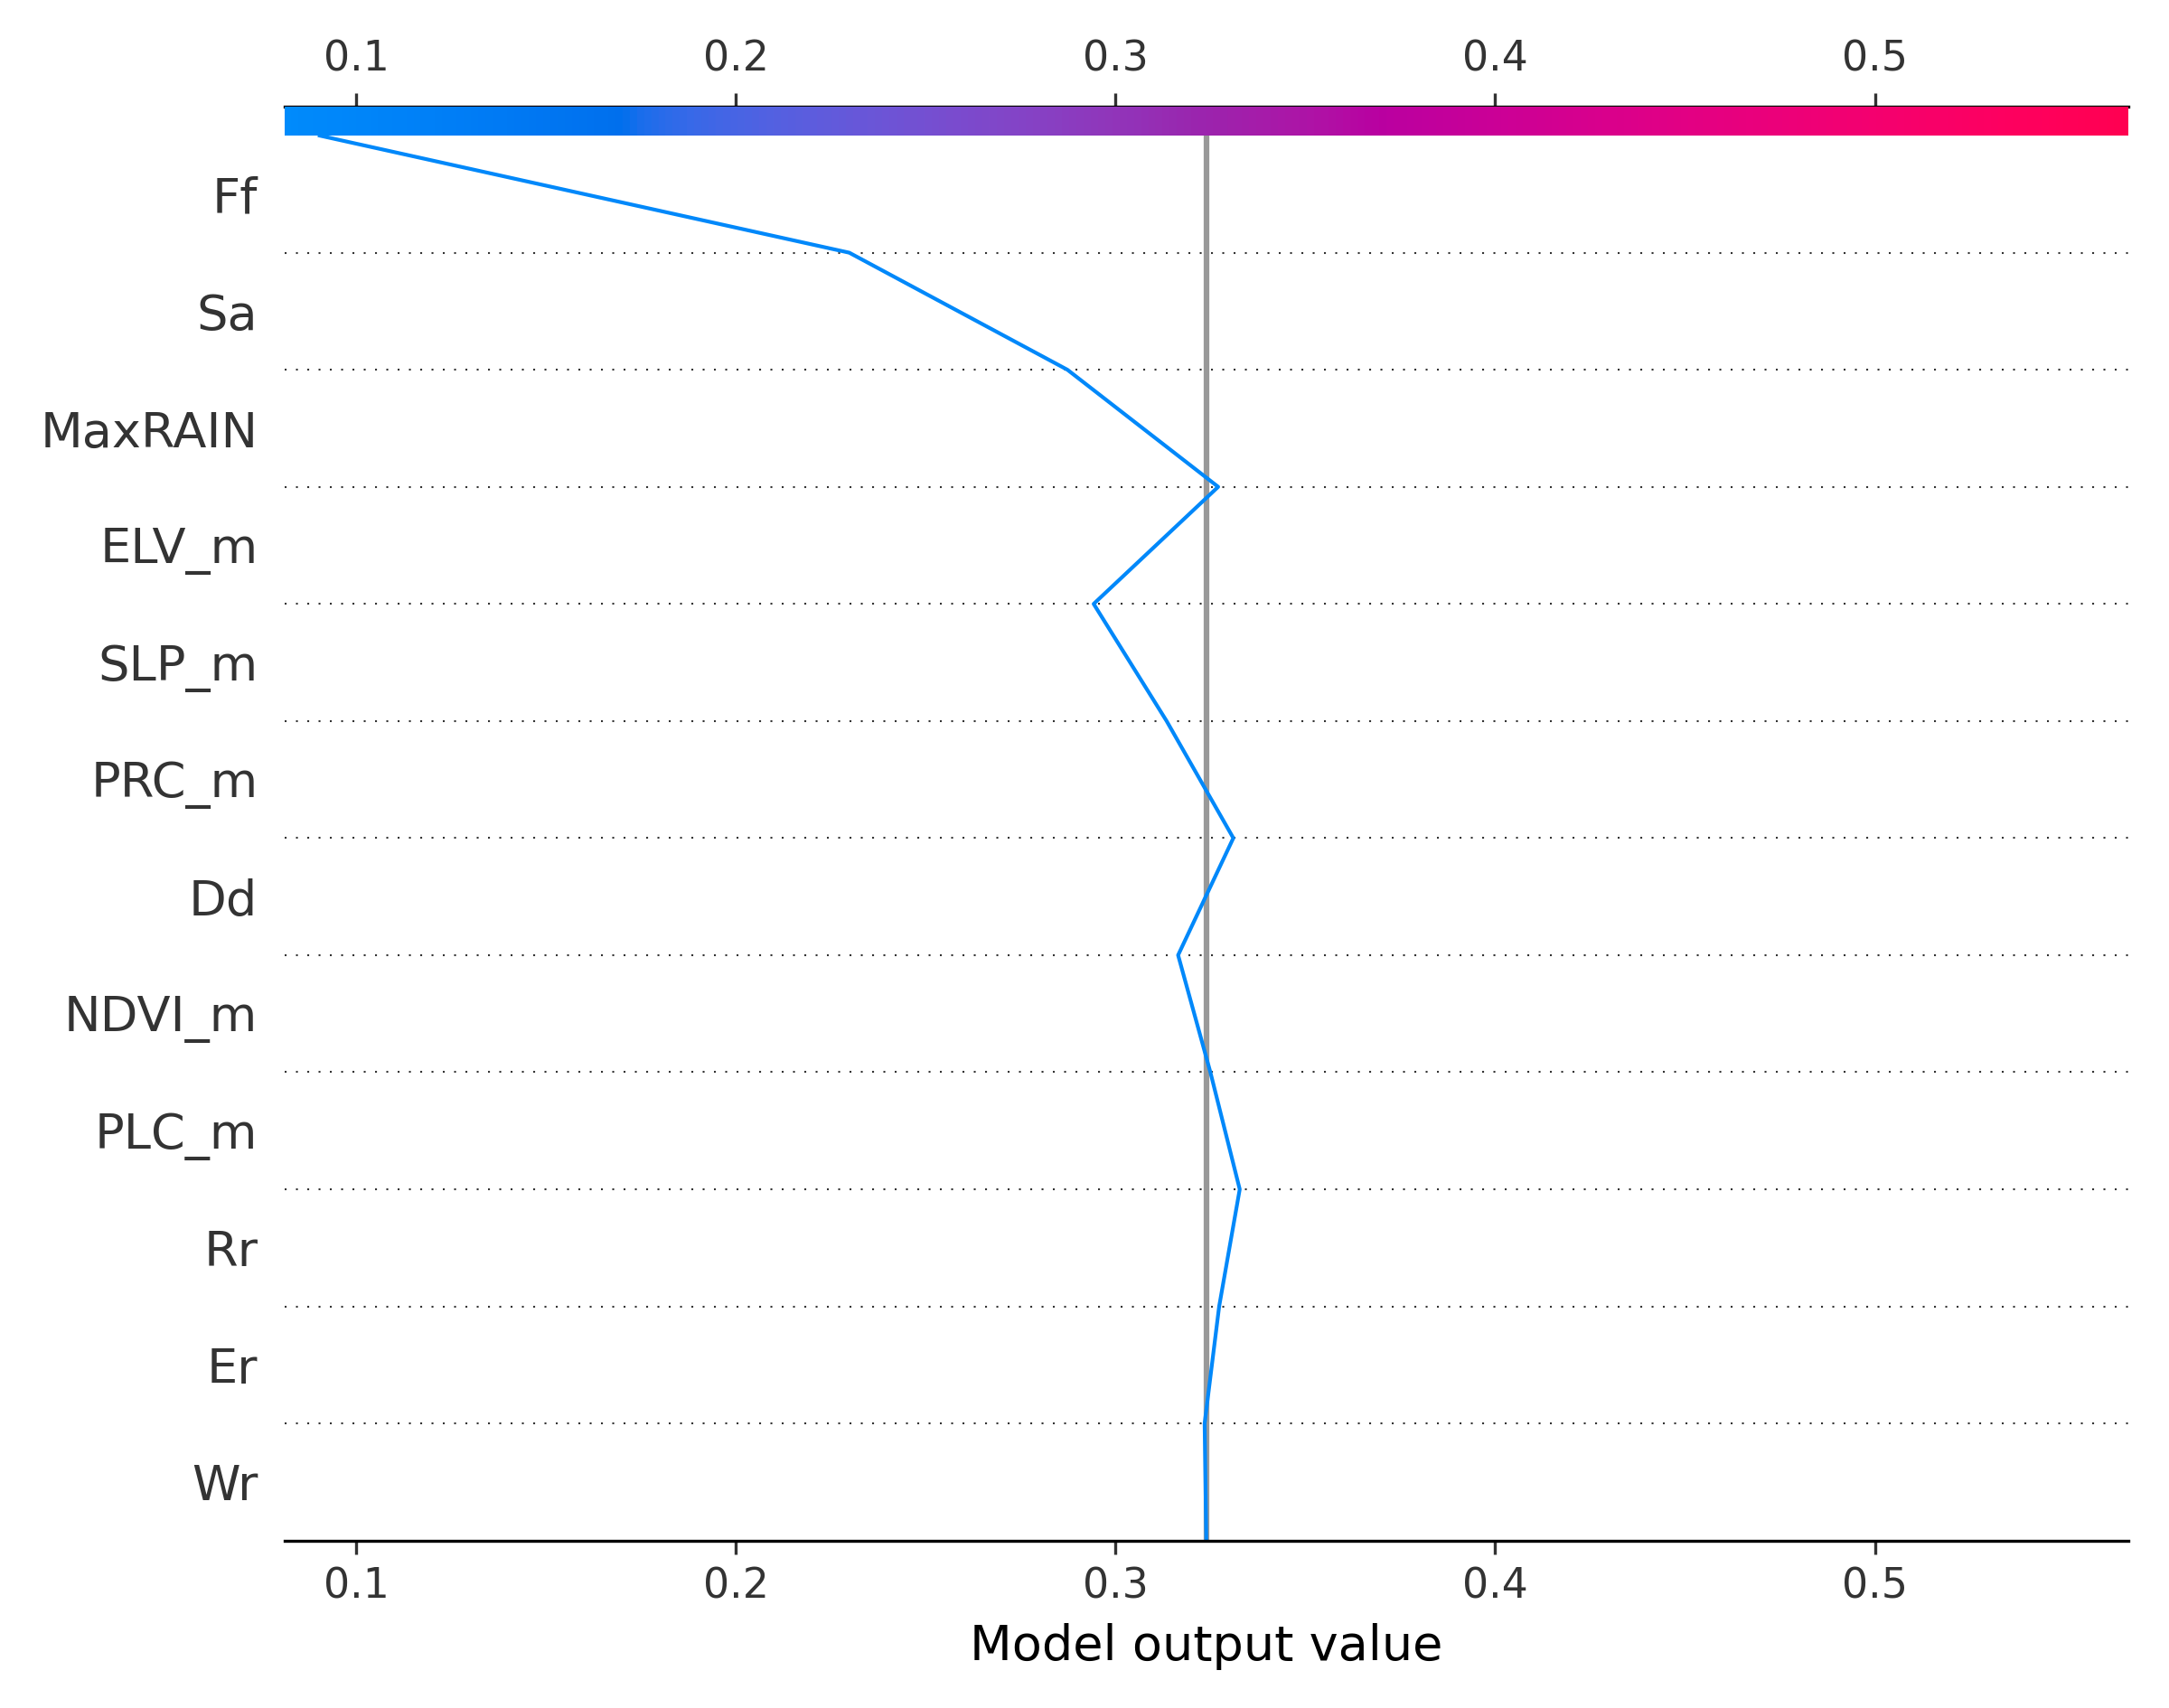 0.1 0.2 0.3 0.4 0.5
Ff
Sa
MaxRAIN
ELV_m
SLP_m
PRC_m
Dd
NDVI_m
PLC_m
Rr
Er
Wr
0.1 0.2 0.3 0.4 0.5
Model output value